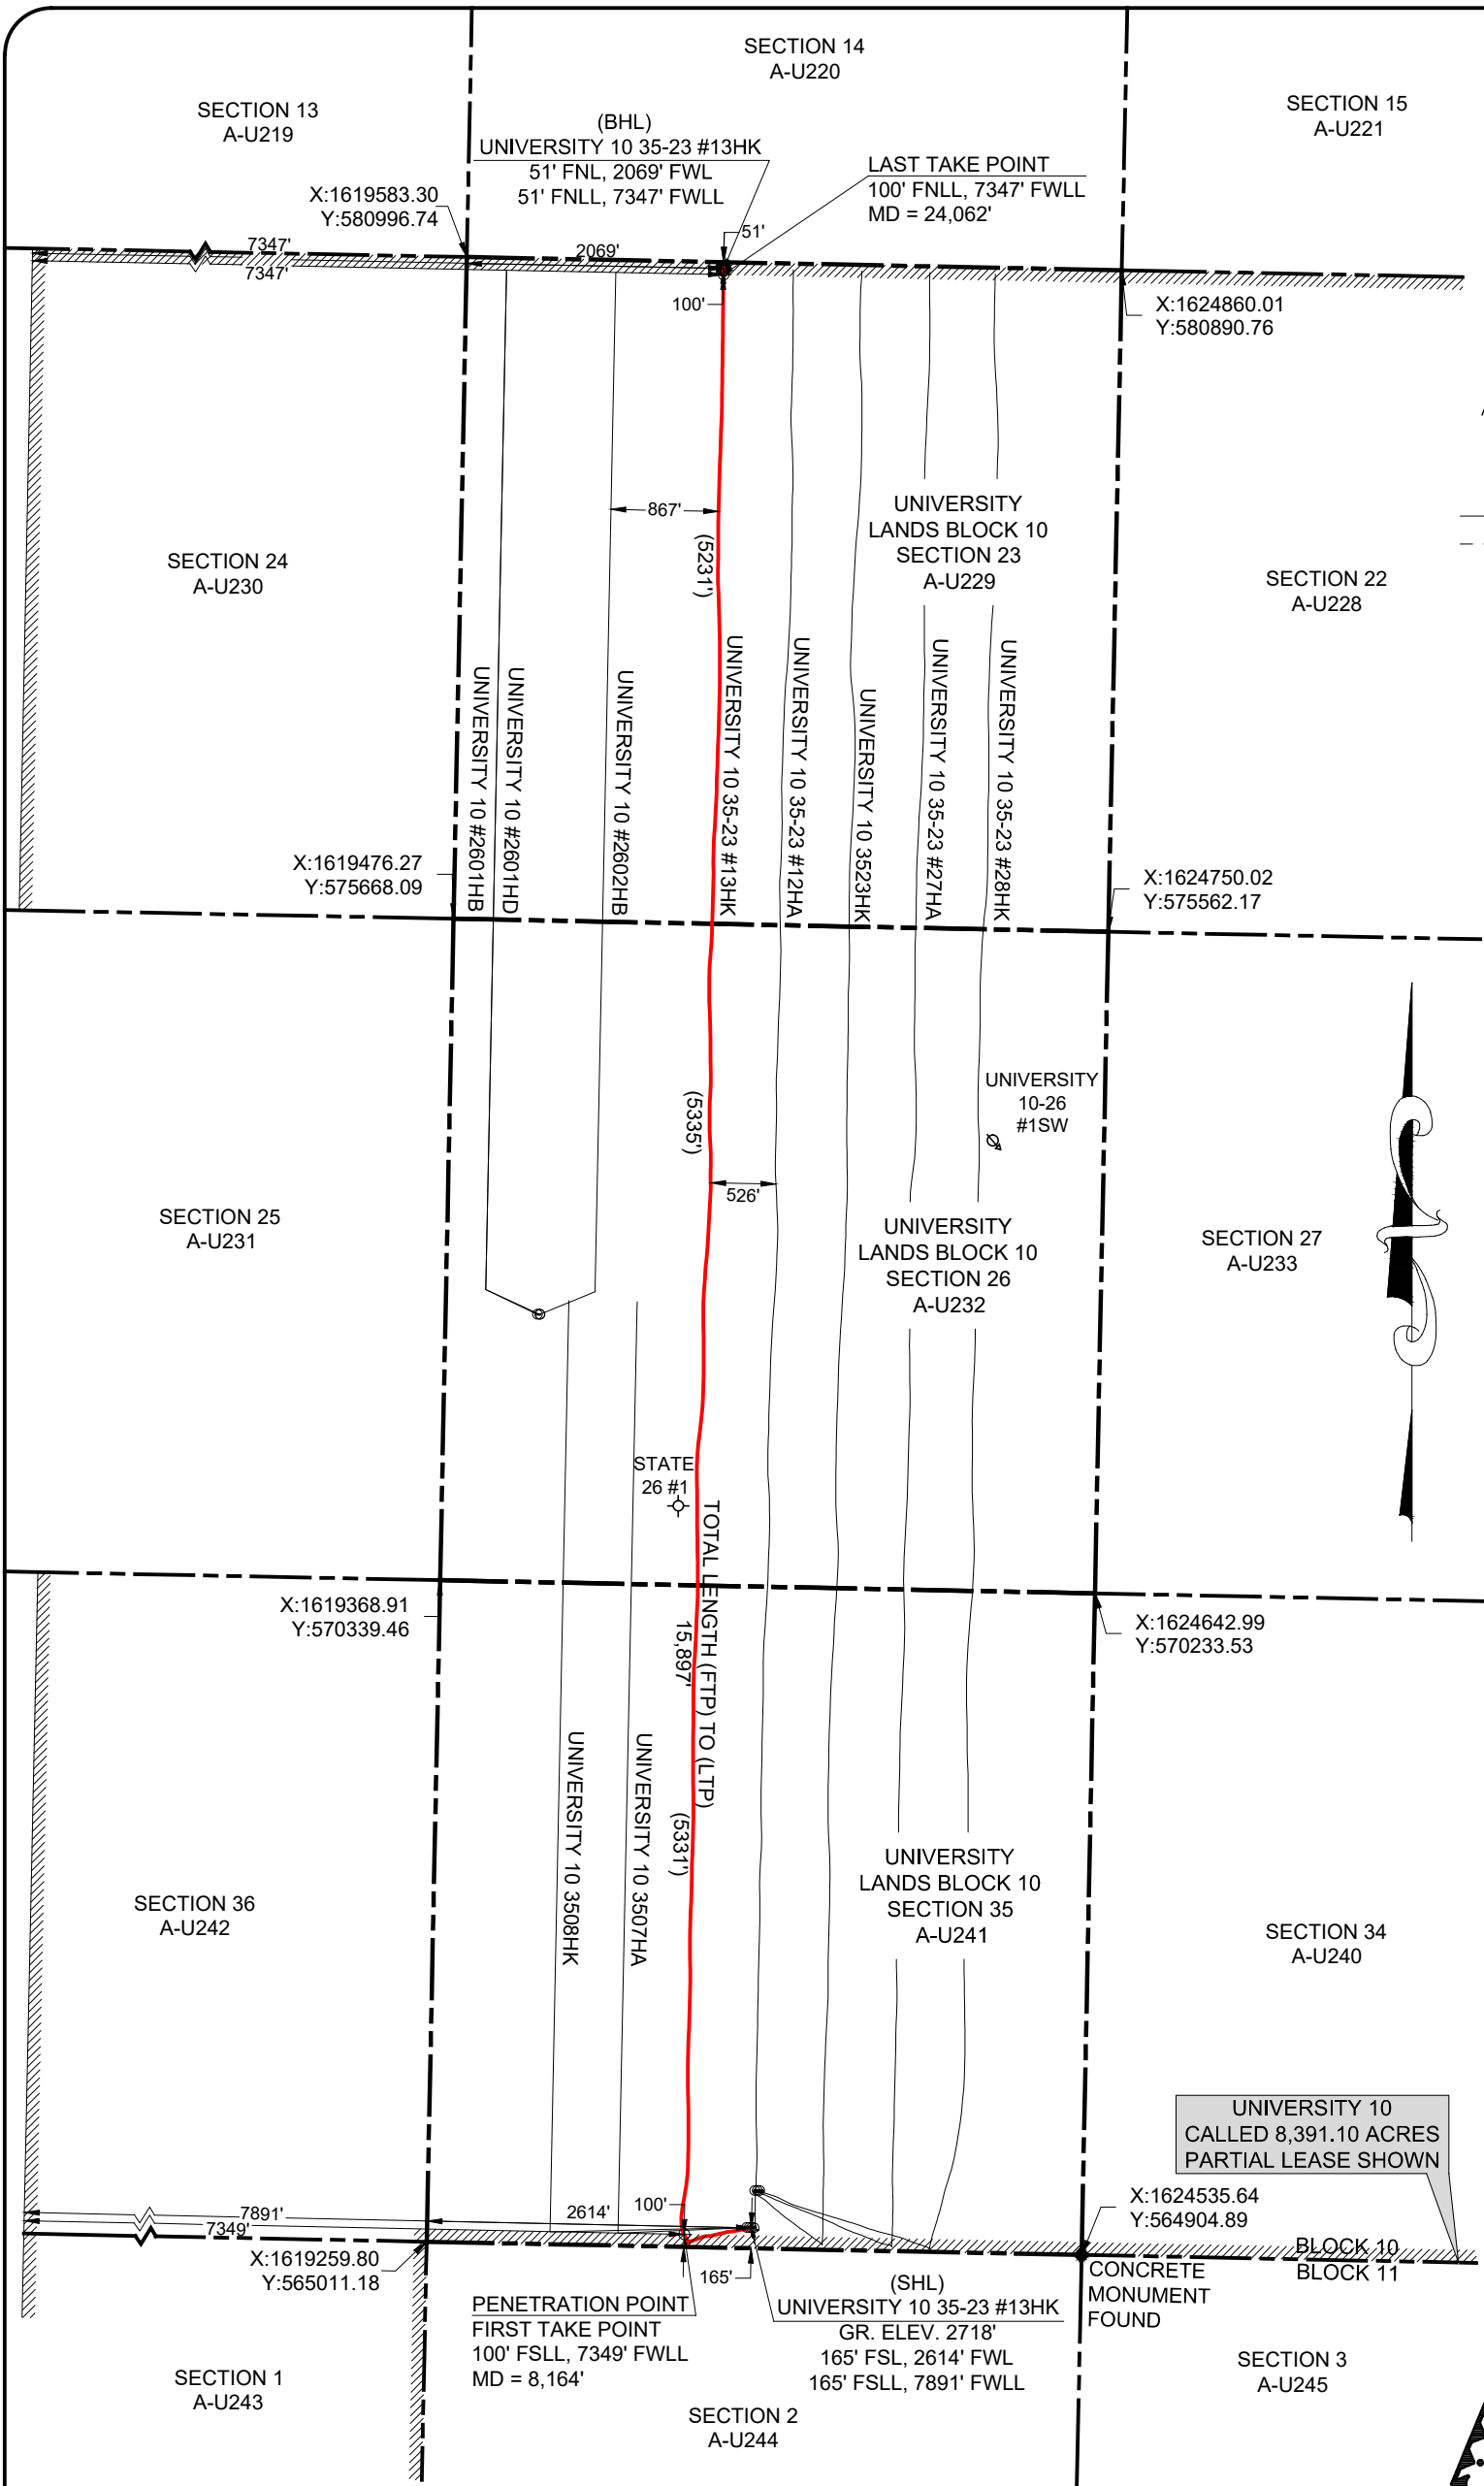 SECTION 14
A-U220
SECTION 13
A-U219
SECTION 15
A-U221
(BHL)
UNIVERSITY 10 35-23 #13HK
51' FNL, 2069' FWL
51' FNLL, 7347' FWLL
LAST TAKE POINT
100' FNLL, 7347' FWLL
MD = 24,062'
X:1619583.30
Y:580996.74
7347'
7347'
2069'
51'
100'
X:1624860.01
Y:580890.76
867'
(5231')
UNIVERSITY
LANDS BLOCK 10
SECTION 23
A-U229
SECTION 24
A-U230
SECTION 22
A-U228
UNIVERSITY 10 #2601HB
UNIVERSITY 10 #2601HD
UNIVERSITY 10 #2602HB
UNIVERSITY 10 35-23 #13HK
UNIVERSITY 10 35-23 #12HA
UNIVERSITY 10 3523HK
UNIVERSITY 10 35-23 #27HA
UNIVERSITY 10 35-23 #28HK
X:1619476.27
Y:575668.09
X:1624750.02
Y:575562.17
UNIVERSITY
10-26
#1SW
(5335')
526'
SECTION 25
A-U231
UNIVERSITY
LANDS BLOCK 10
SECTION 26
A-U232
SECTION 27
A-U233
STATE
26 #1
TOTAL LENGTH (FTP) TO (LTP)
15,897'
X:1619368.91
Y:570339.46
X:1624642.99
Y:570233.53
UNIVERSITY 10 3508HK
UNIVERSITY 10 3507HA
(5331')
UNIVERSITY
LANDS BLOCK 10
SECTION 35
A-U241
SECTION 36
A-U242
SECTION 34
A-U240
UNIVERSITY 10
CALLED 8,391.10 ACRES
PARTIAL LEASE SHOWN
7891'
7349'
2614'
100'
165'
X:1624535.64
Y:564904.89
X:1619259.80
Y:565011.18
BLOCK 10
BLOCK 11
CONCRETE
MONUMENT
FOUND
PENETRATION POINT
FIRST TAKE POINT
100' FSLL, 7349' FWLL
MD = 8,164'
(SHL)
UNIVERSITY 10 35-23 #13HK
GR. ELEV. 2718'
165' FSL, 2614' FWL
165' FSLL, 7891' FWLL
SECTION 1
A-U243
SECTION 2
A-U244
SECTION 3
A-U245